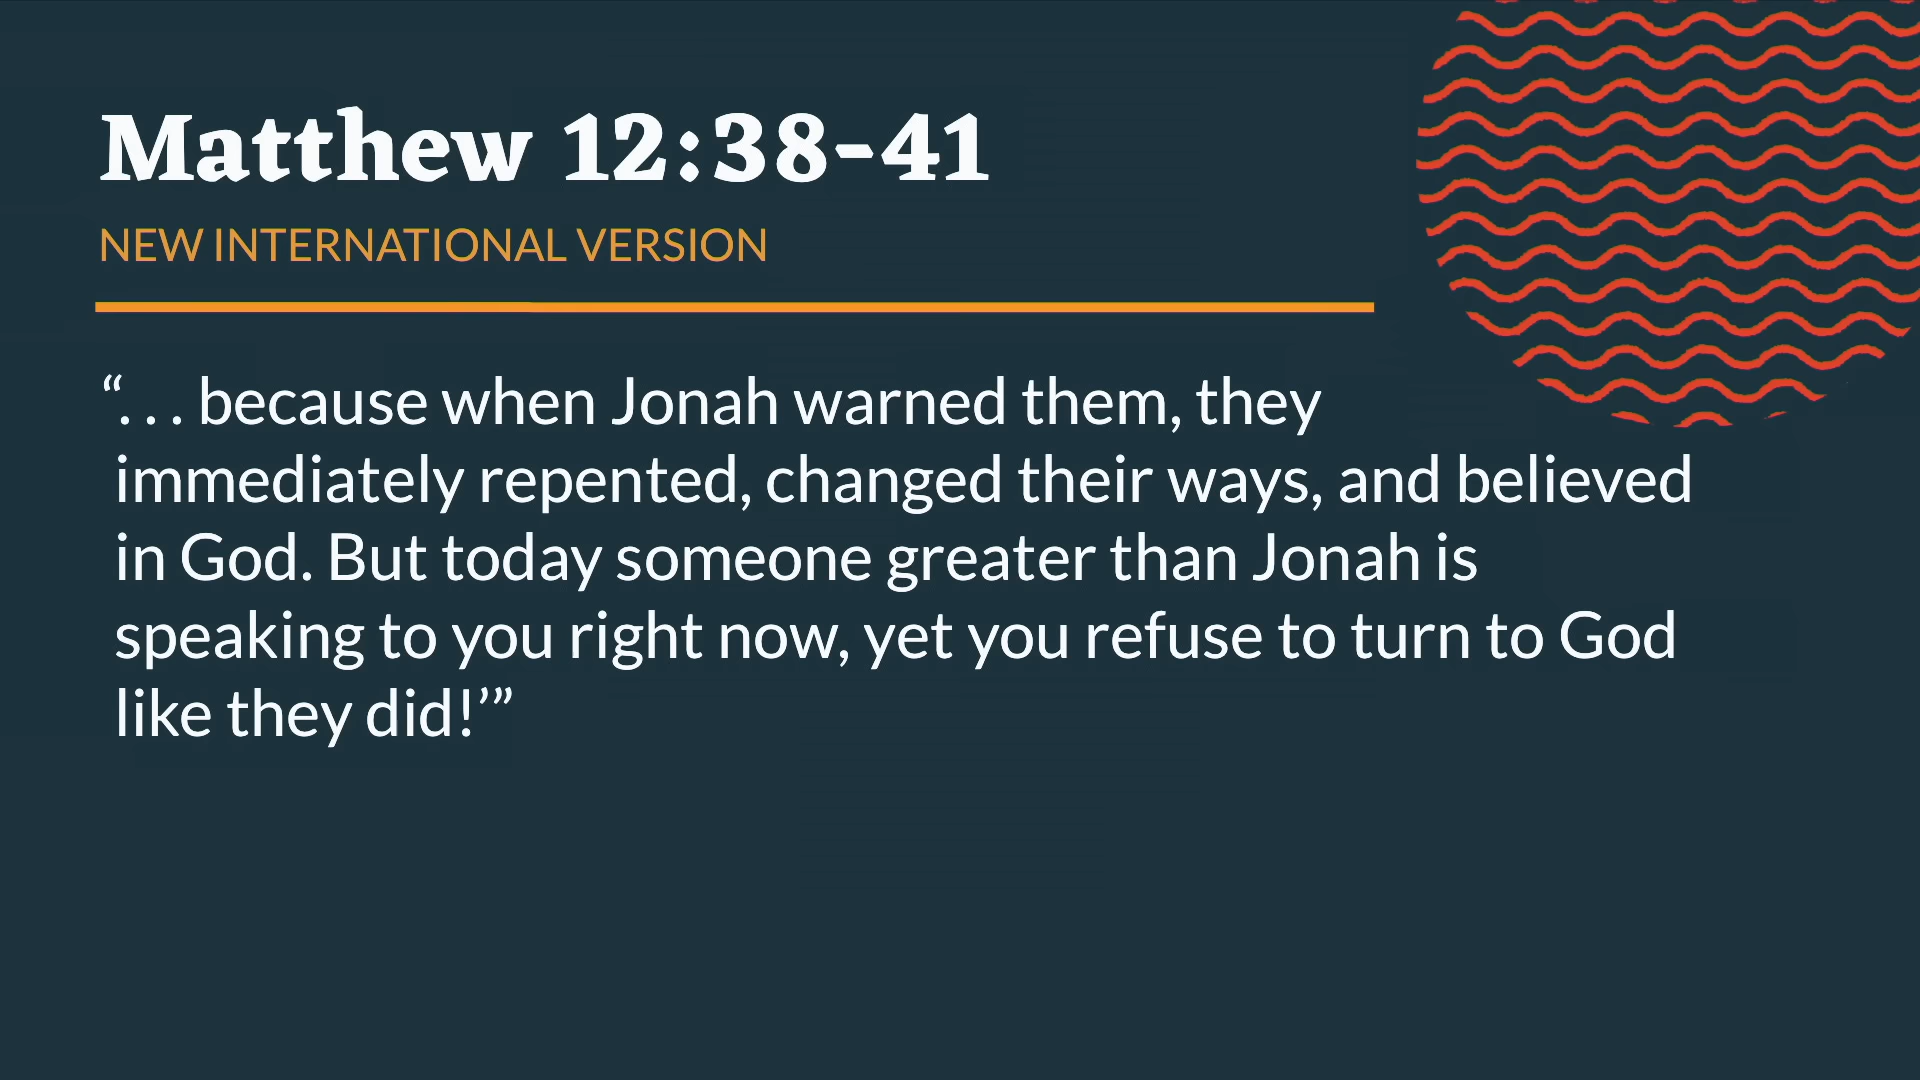 Matthew 12:38-41
NEW INTERNATIONAL VERSION
“. . . because when Jonah warned them, they
immediately repented, changed their ways, and believed
in God. But today someone greater than Jonah is
speaking to you right now, yet you refuse to turn to God
like they did!’”